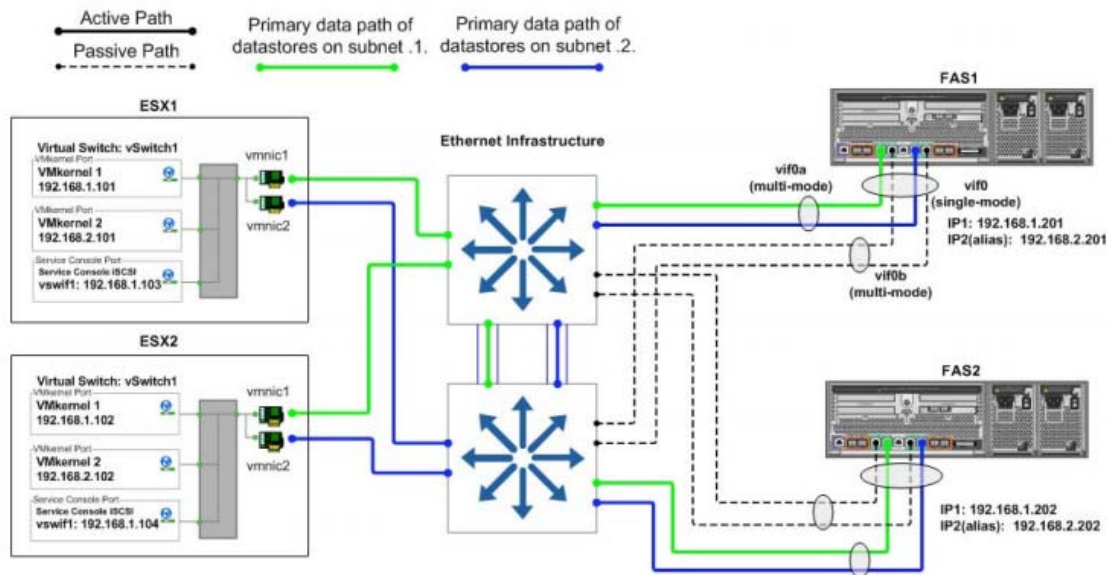 Active Path
Passive Path
Primary data path of
datastores on subnet .1.
Primary data path of
datastores on subnet .2.
ESX1
Virtual Switch: vSwitch1
VMkernel Port
VMkernel 1
192.168.1.101
VMkernel Port
VMkernel 2
192.168.2.101
Service Console Port
Service Console iSCSI
vswif1: 192.168.1.103
vmnic1
vmnic2
ESX2
Virtual Switch: vSwitch1
VMkernel Port
VMkernel 1
192.168.1.102
VMkernel Port
VMkernel 2
192.168.2.102
Service Console Port
Service Console iSCSI
vswif1: 192.168.1.104
vmnic1
vmnic2
Ethernet Infrastructure
FAS1
vif0a
(multi-mode)
vif0
(single-mode)
IP1: 192.168.1.201
IP2(alias): 192.168.2.201
vif0b
(multi-mode)
FAS2
IP1: 192.168.1.202
IP2(alias): 192.168.2.202